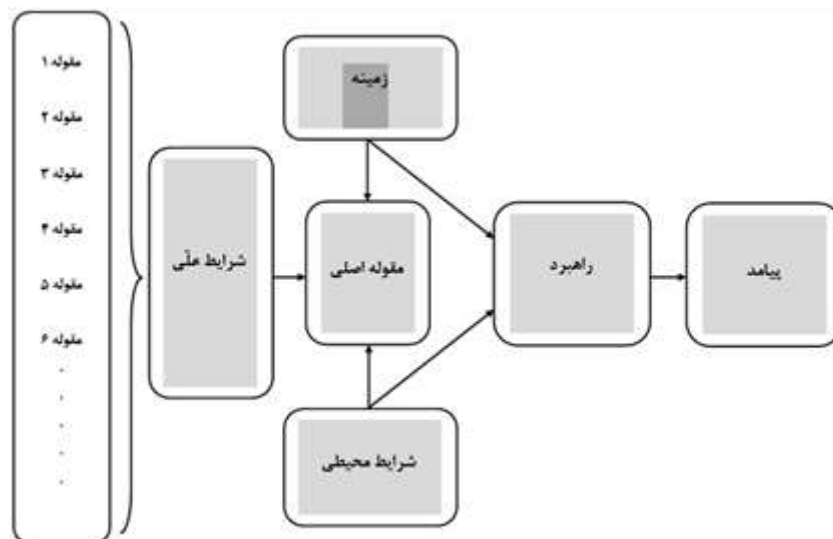 مقوله ۱
مقوله ۲
مقوله ۳
مقوله ۴
مقوله ۵
مقوله ۶
.
.
.
.
.
شرایط علّی
زمینه
مقوله اصلی
شرایط محیطی
راهبرد
پیامد